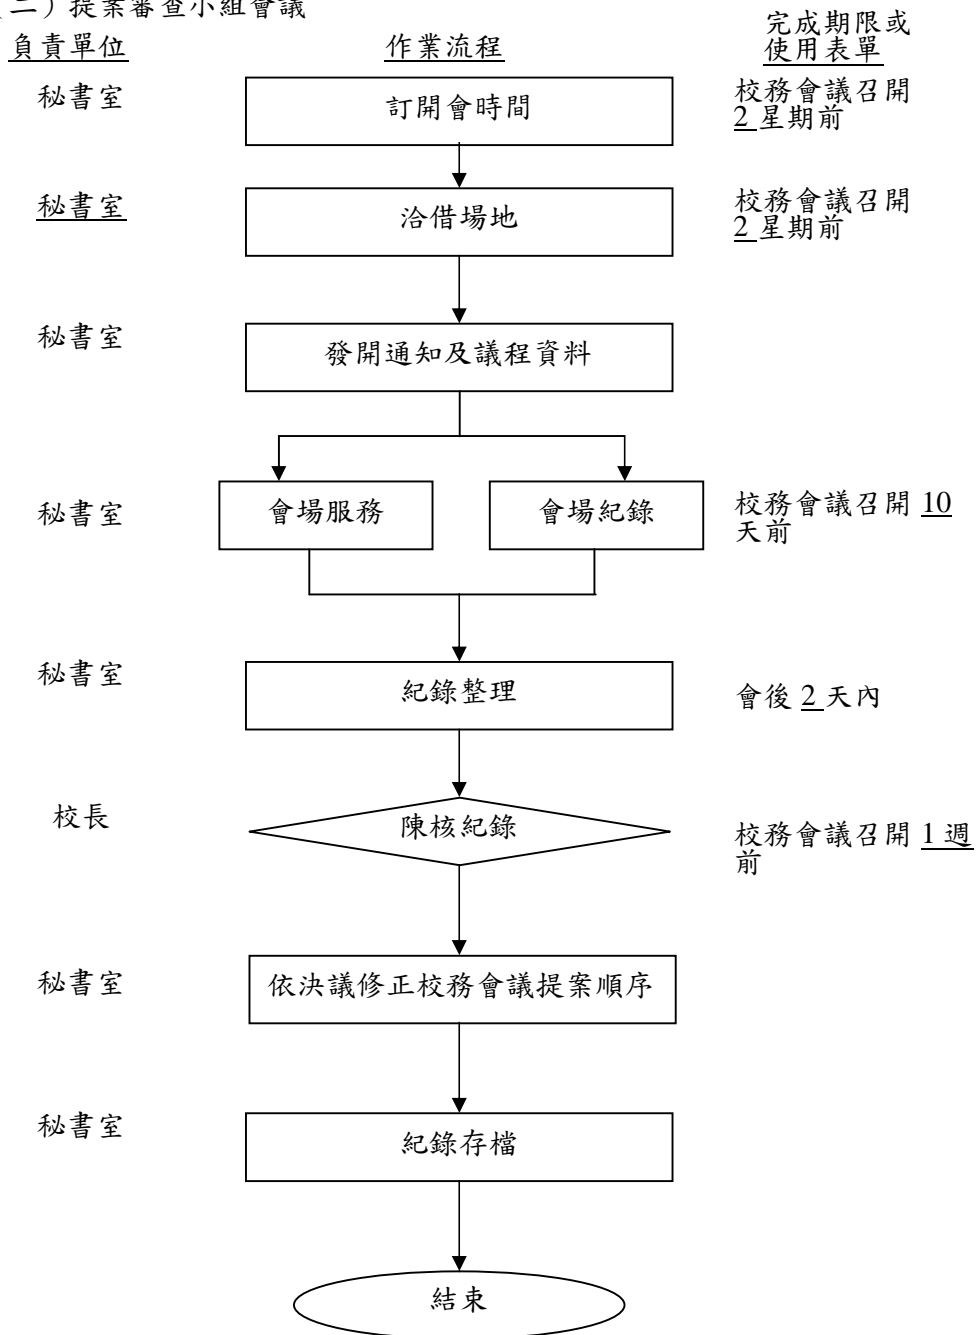 （二）提案審查小組會議
完成期限或
負責單位 作業流程 使用表單
秘書室 訂開會時間 校務會議召開
2 星期前
秘書室 洽借場地 校務會議召開
2 星期前
秘書室 發開通知及議程資料
秘書室 會場服務 會場紀錄 校務會議召開 10
天前
秘書室 紀錄整理 會後 2 天內
校長 陳核紀錄 校務會議召開 1 週
前
秘書室 依決議修正校務會議提案順序
秘書室 紀錄存檔
結束